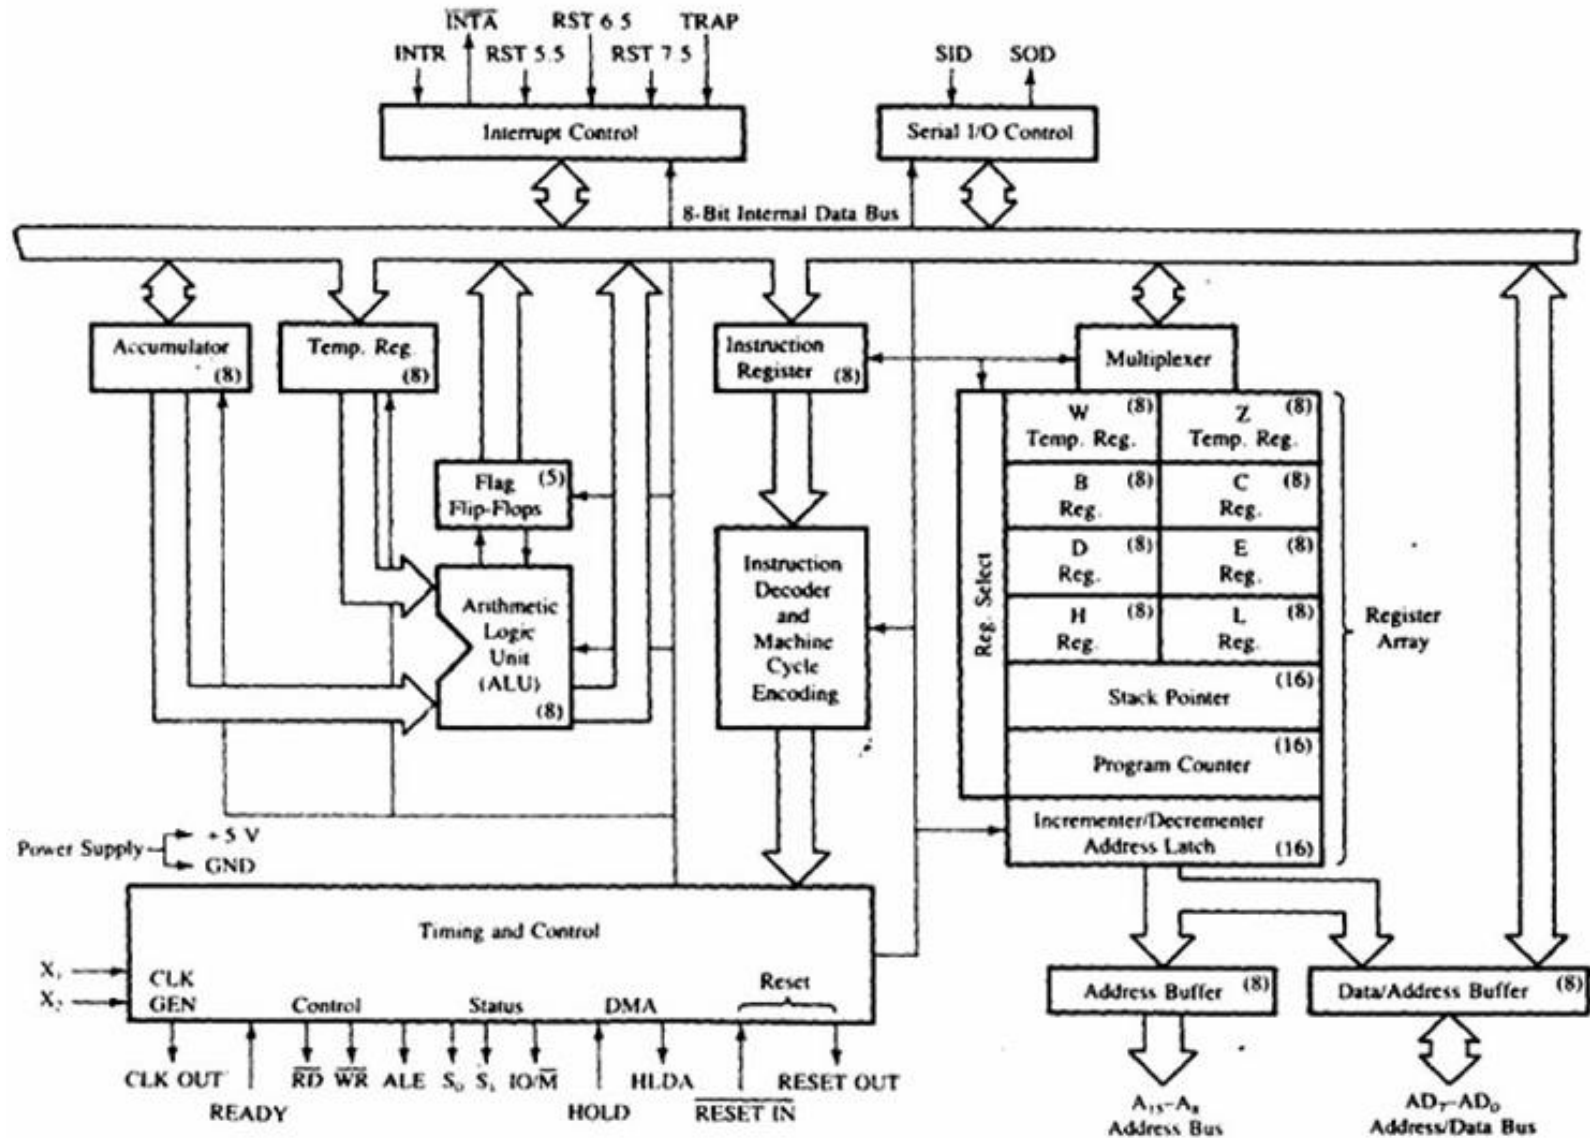 INTA
RST 6.5
TRAP
INTR
RST 5.5
RST 7.5
SID
SOD
Interrupt Control
Serial I/O Control
8-Bit Internal Data Bus
Accumulator
(8)
Temp. Reg.
(8)
Instruction
Register
(8)
Multiplexer
Flag
Flip-Flops
(5)
Arithmetic
Logic
Unit
(ALU)
(8)
Instruction
Decoder
and
Machine
Cycle
Encoding
Reg. Select
W
(8)
Temp. Reg.
Z
(8)
Temp. Reg.
B
(8)
Reg.
C
(8)
Reg.
D
(8)
Reg.
E
(8)
Reg.
H
(8)
Reg.
L
(8)
Reg.
(16)
Stack Pointer
(16)
Program Counter
Incrementer/Decrementer
Address Latch
(16)
Register
Array
Power Supply
+5 V
GND
Timing and Control
X₁
X₂
CLK
GEN
Control
Status
DMA
Reset
CLK OUT
READY
RD
WR
ALE
S₀
S₁
IO/M
HOLD
HLDA
RESET IN
RESET OUT
Address Buffer
(8)
Data/Address Buffer
(8)
A₁₅–A₈
Address Bus
AD₇–AD₀
Address/Data Bus